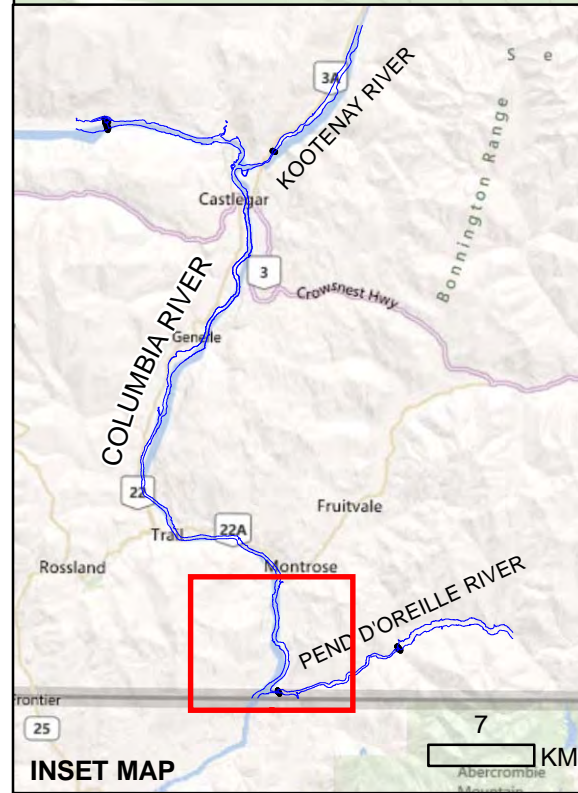 S e
3A
KOOTENAY RIVER
Bonnington Range
Castlegar
COLUMBIA RIVER
3
Crowsnest Hwy
Genelle
22
Fruitvale
Trail
22A
Rossland
Montrose
PEND D'OREILLE RIVER
Frontier
25
7
KM
INSET MAP
Abercrombie
Mountain